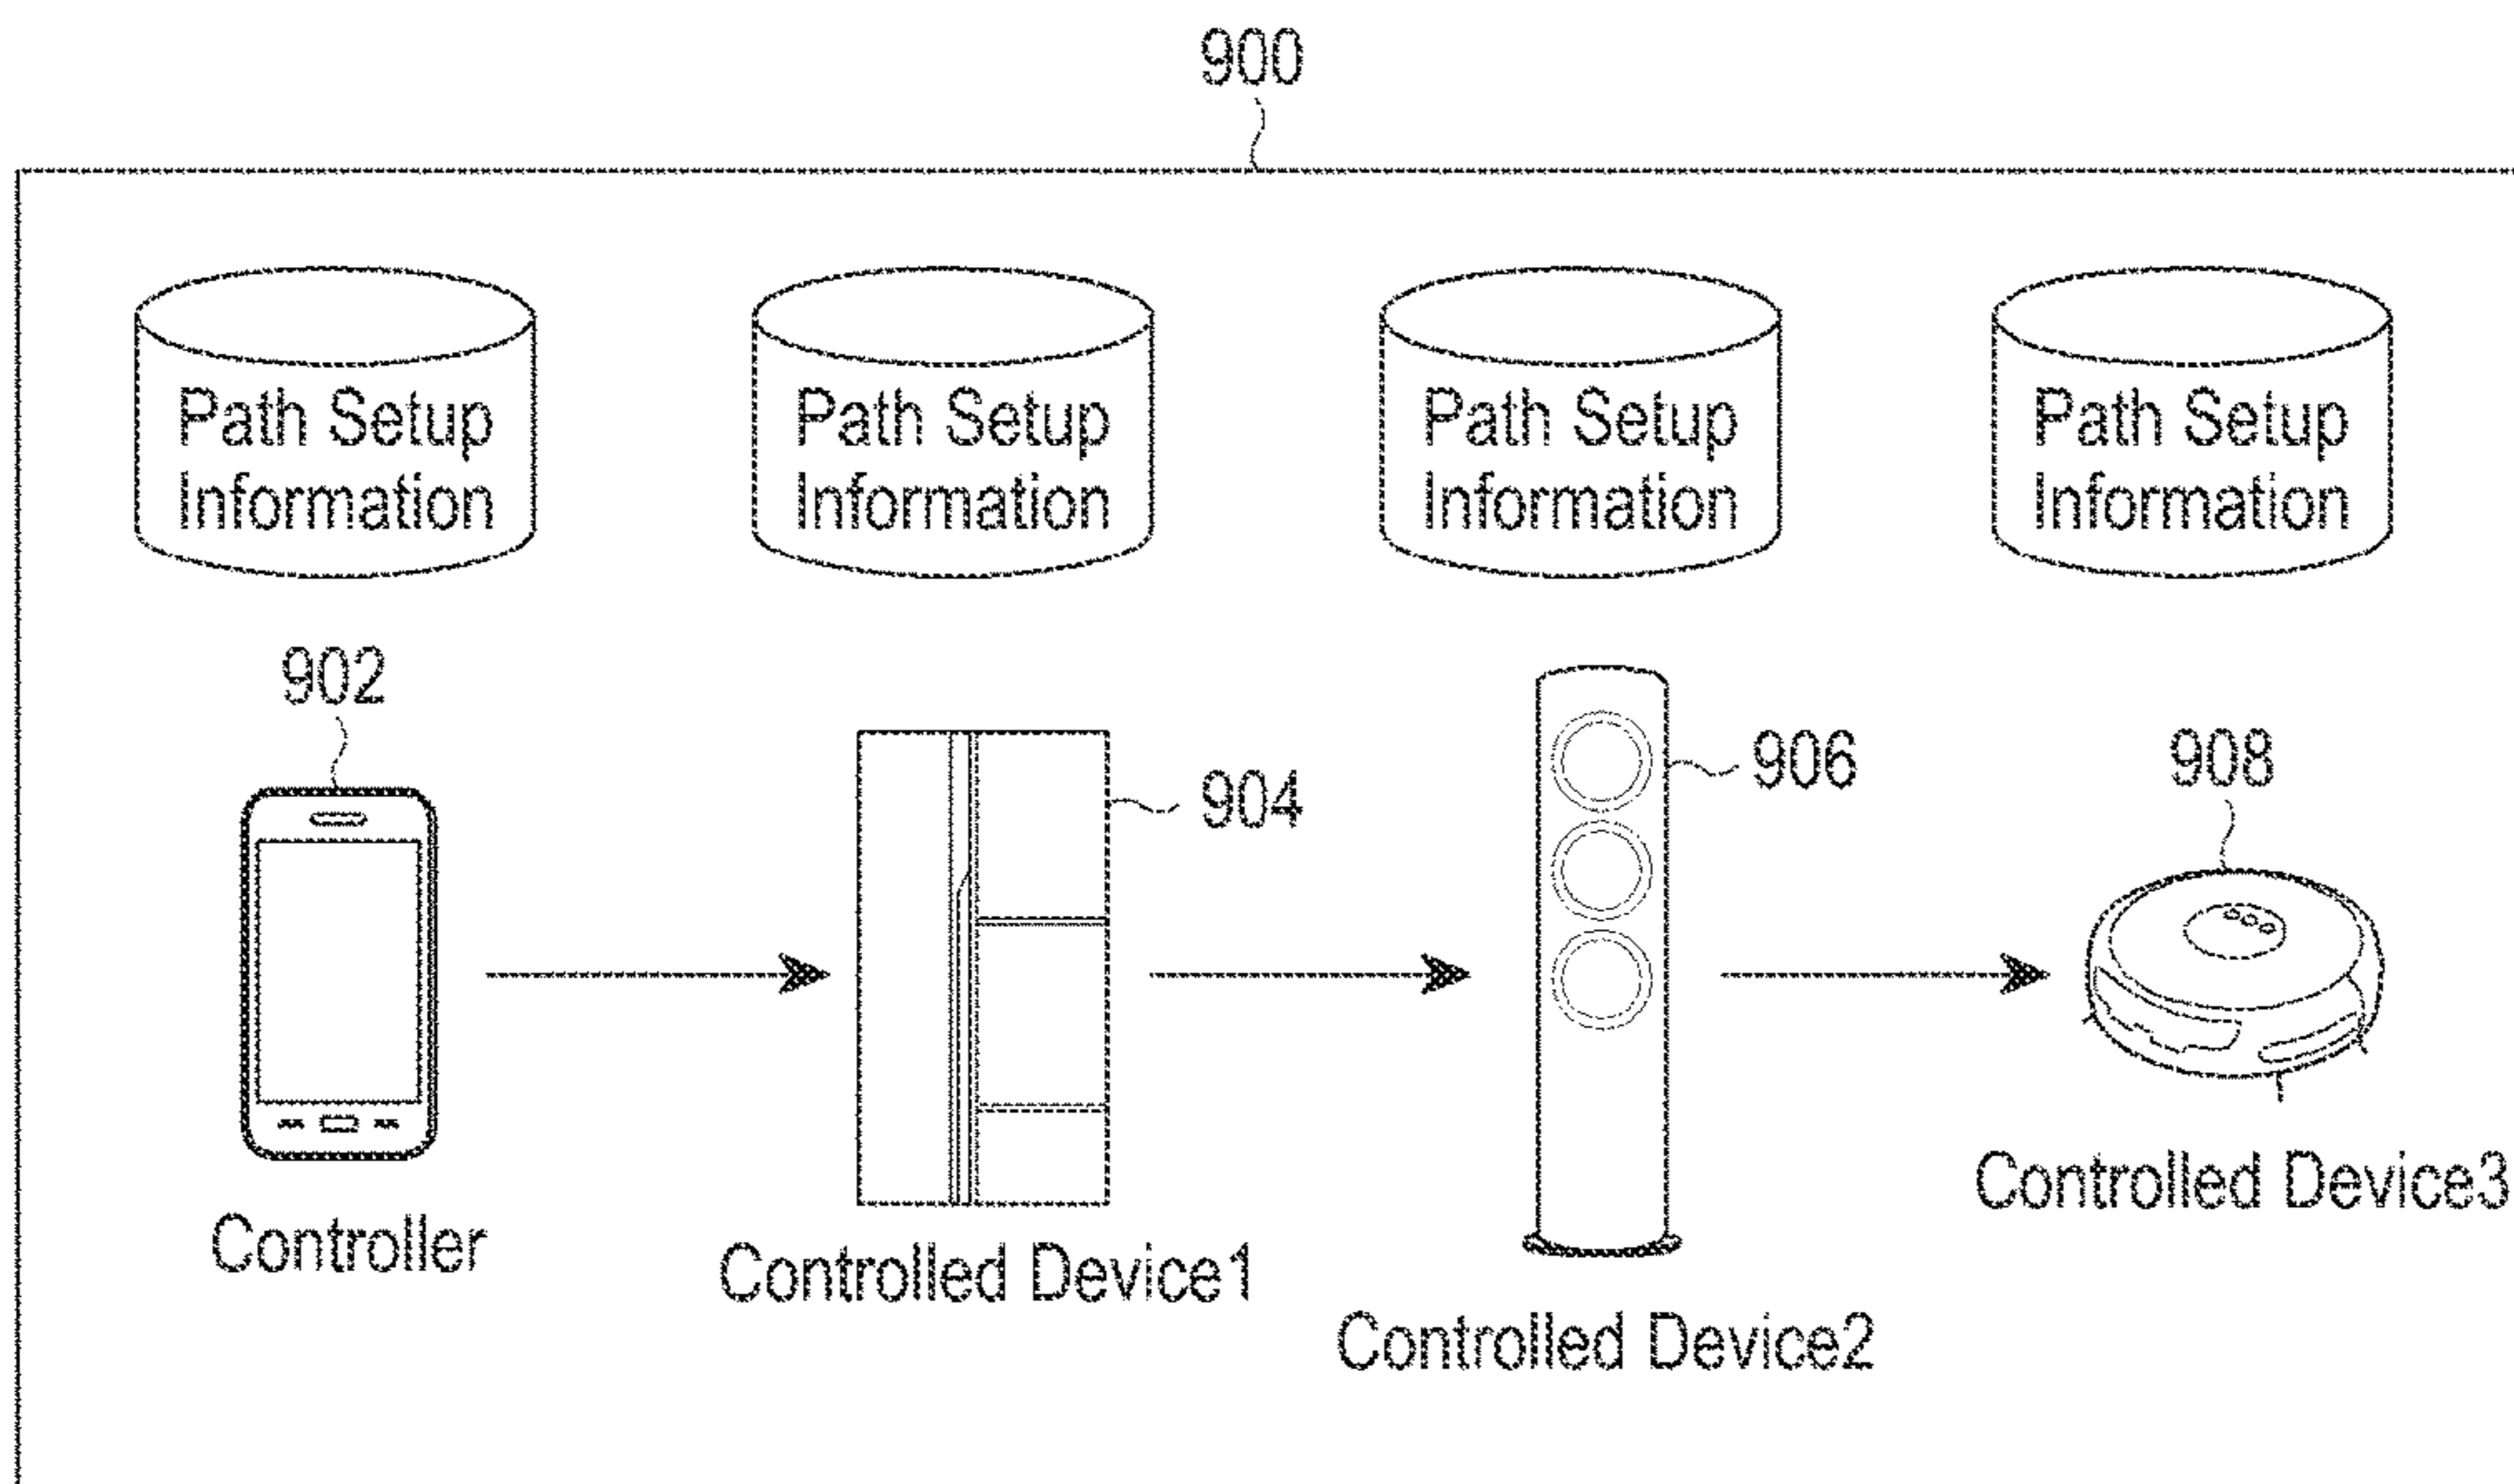 900
Path Setup
Information
Path Setup
Information
Path Setup
Information
Path Setup
Information
902
904
906
908
Controller
Controlled Device1
Controlled Device2
Controlled Device3